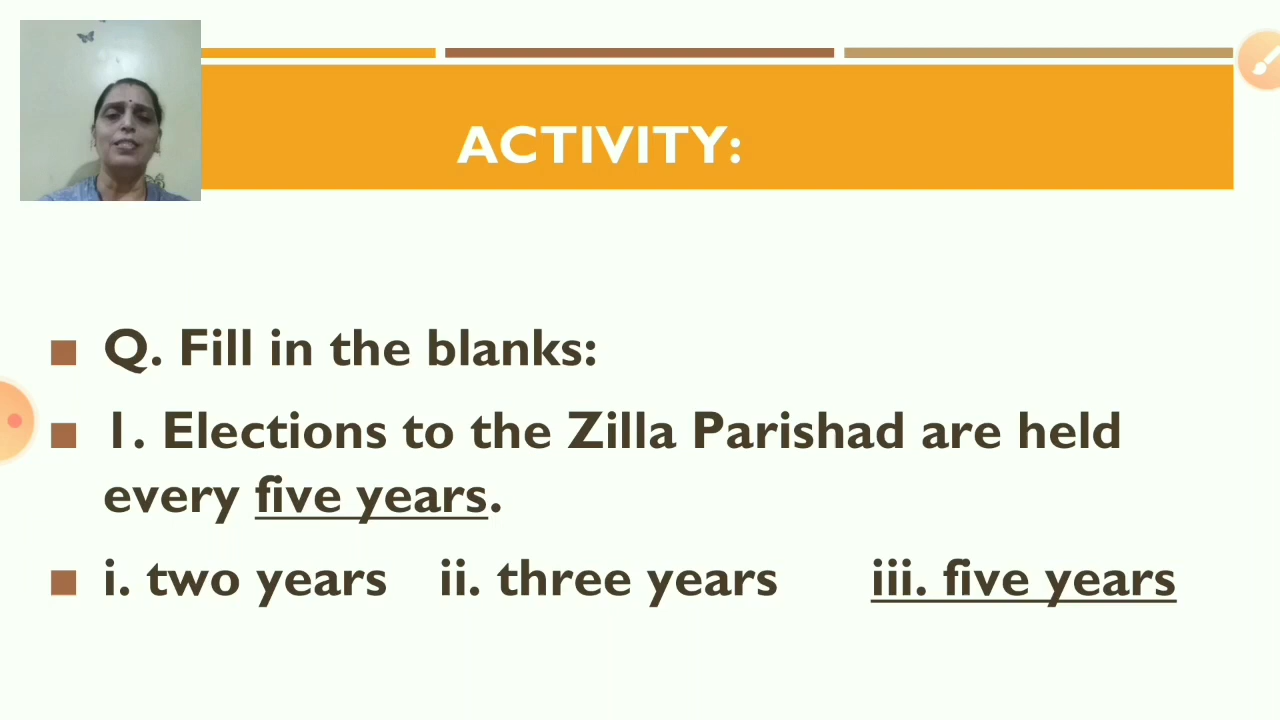 ACTIVITY:
Q. Fill in the blanks:
1. Elections to the Zilla Parishad are held
every five years.
i. two years ii. three years iii. five years